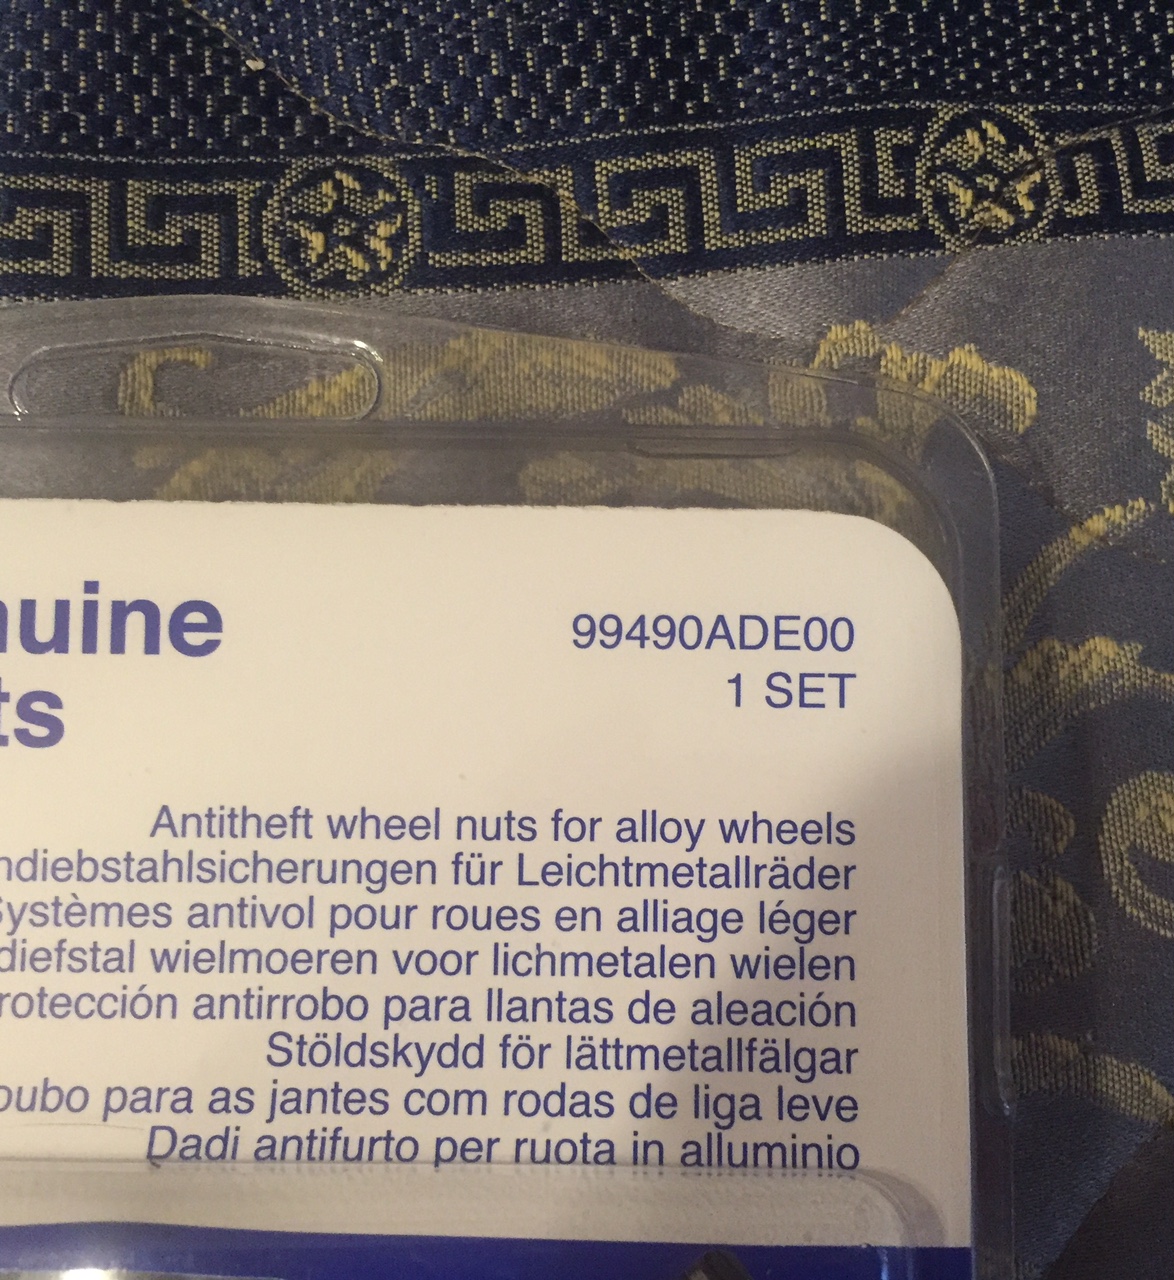 nuine
ts
99490ADE00
1 SET
Antitheft wheel nuts for alloy wheels
ndiebstahlsicherungen für Leichtmetallräder
Systèmes antivol pour roues en alliage léger
diefstal wielmoeren voor lichmetalen wielen
rotección antirrobo para llantas de aleación
Stöldskydd för lättmetallfälgar
oubo para as jantes com rodas de liga leve
Dadi antifurto per ruota in alluminio